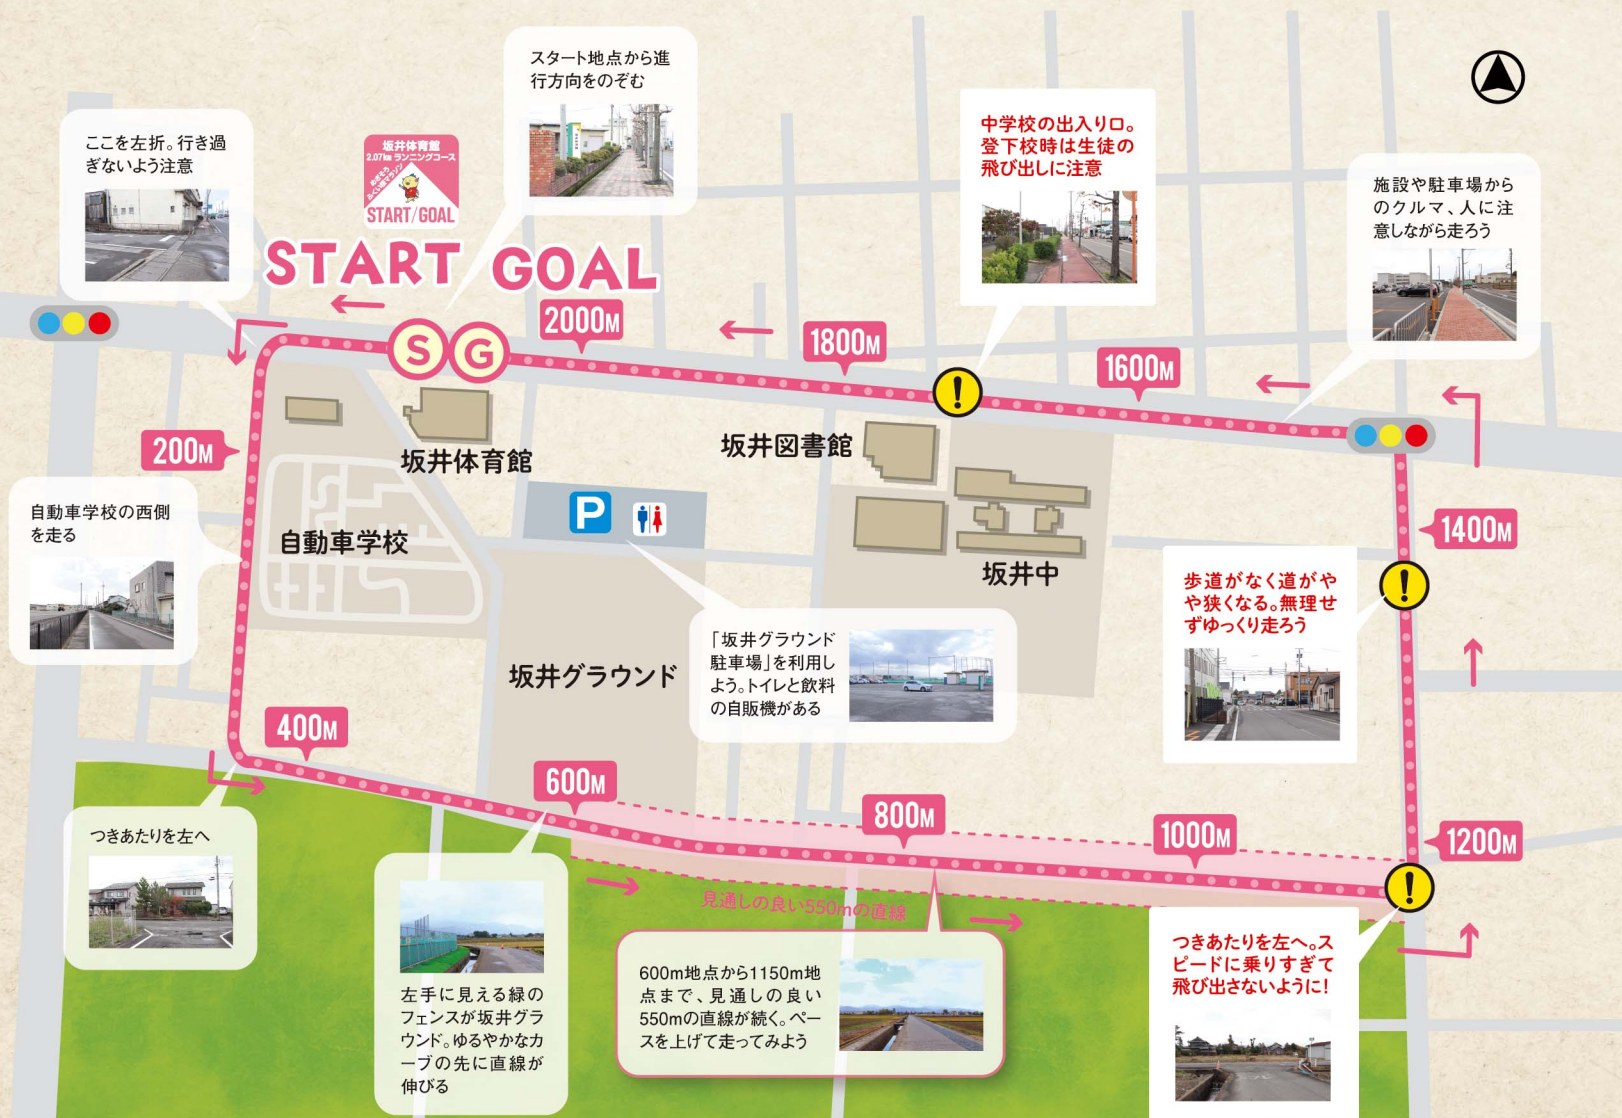 スタート地点から進
行方向をのぞむ
ここを左折。行き過
ぎないよう注意
坂井体育館
2.07km ランニングコース
めざそう
ふくい桜マラソン
START/GOAL
START GOAL
中学校の出入り口。
登下校時は生徒の
飛び出しに注意
施設や駐車場から
のクルマ、人に注
意しながら走ろう
S G
2000M
1800M
1600M
200M
坂井体育館
坂井図書館
自動車学校の西側
を走る
自動車学校
P
坂井中
1400M
歩道がなく道がや
や狭くなる。無理せ
ずゆっくり走ろう
坂井グラウンド
「坂井グラウンド
駐車場」を利用し
よう。トイレと飲料
の自販機がある
400M
600M
800M
1000M
1200M
つきあたりを左へ
見通しの良い550mの直線
左手に見える緑の
フェンスが坂井グラ
ウンド。ゆるやかなカ
ーブの先に直線が
伸びる
600m地点から1150m地
点まで、見通しの良い
550mの直線が続く。ペー
スを上げて走ってみよう
つきあたりを左へ。ス
ピードに乗りすぎて
飛び出さないように!